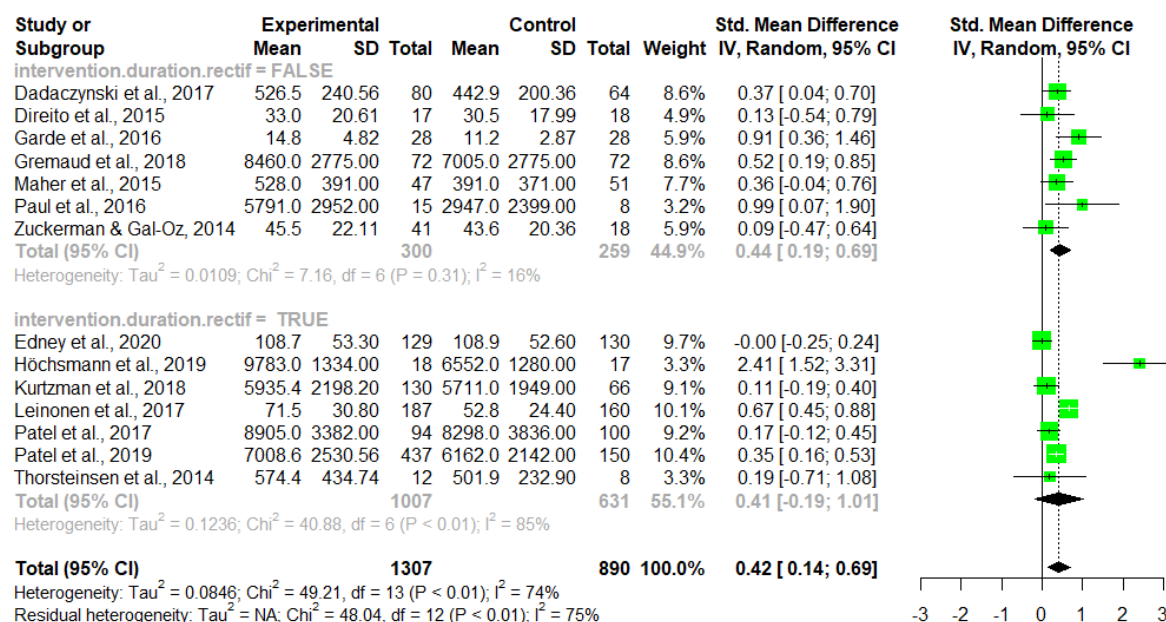 Study or Experimental Control Std. Mean Difference Std. Mean Difference
Subgroup Mean SD Total Mean SD Total Weight IV, Random, 95% CI IV, Random, 95% CI
intervention.duration.rectif = FALSE
Dadaczynski et al., 2017 526.5 240.56 80 442.9 200.36 64 8.6% 0.37 [ 0.04; 0.70]
Direito et al., 2015 33.0 20.61 17 30.5 17.99 18 4.9% 0.13 [-0.54; 0.79]
Garde et al., 2016 14.8 4.82 28 11.2 2.87 28 5.9% 0.91 [ 0.36; 1.46]
Gremaud et al., 2018 8460.0 2775.00 72 7005.0 2775.00 72 8.6% 0.52 [ 0.19; 0.85]
Maher et al., 2015 528.0 391.00 47 391.0 371.00 51 7.7% 0.36 [-0.04; 0.76]
Paul et al., 2016 5791.0 2952.00 15 2947.0 2399.00 8 3.2% 0.99 [ 0.07; 1.90]
Zuckerman & Gal-Oz, 2014 45.5 22.11 41 43.6 20.36 18 5.9% 0.09 [-0.47; 0.64]
Total (95% CI) 300 259 44.9% 0.44 [ 0.19; 0.69]
Heterogeneity: Tau² = 0.0109; Chi² = 7.16, df = 6 (P = 0.31); I² = 16%
intervention.duration.rectif = TRUE
Edney et al., 2020 108.7 53.30 129 108.9 52.60 130 9.7% -0.00 [-0.25; 0.24]
Höchsmann et al., 2019 9783.0 1334.00 18 6552.0 1280.00 17 3.3% 2.41 [ 1.52; 3.31]
Kurtzman et al., 2018 5935.4 2198.20 130 5711.0 1949.00 66 9.1% 0.11 [-0.19; 0.40]
Leinonen et al., 2017 71.5 30.80 187 52.8 24.40 160 10.1% 0.67 [ 0.45; 0.88]
Patel et al., 2017 8905.0 3382.00 94 8298.0 3836.00 100 9.2% 0.17 [-0.12; 0.45]
Patel et al., 2019 7008.6 2530.56 437 6162.0 2142.00 150 10.4% 0.35 [ 0.16; 0.53]
Thorsteinsen et al., 2014 574.4 434.74 12 501.9 232.90 8 3.3% 0.19 [-0.71; 1.08]
Total (95% CI) 1007 631 55.1% 0.41 [-0.19; 1.01]
Heterogeneity: Tau² = 0.1236; Chi² = 40.88, df = 6 (P < 0.01); I² = 85%
Total (95% CI) 1307 890 100.0% 0.42 [ 0.14; 0.69]
Heterogeneity: Tau² = 0.0846; Chi² = 49.21, df = 13 (P < 0.01); I² = 74%
Residual heterogeneity: Tau² = NA; Chi² = 48.04, df = 12 (P < 0.01); I² = 75%
-3 -2 -1 0 1 2 3